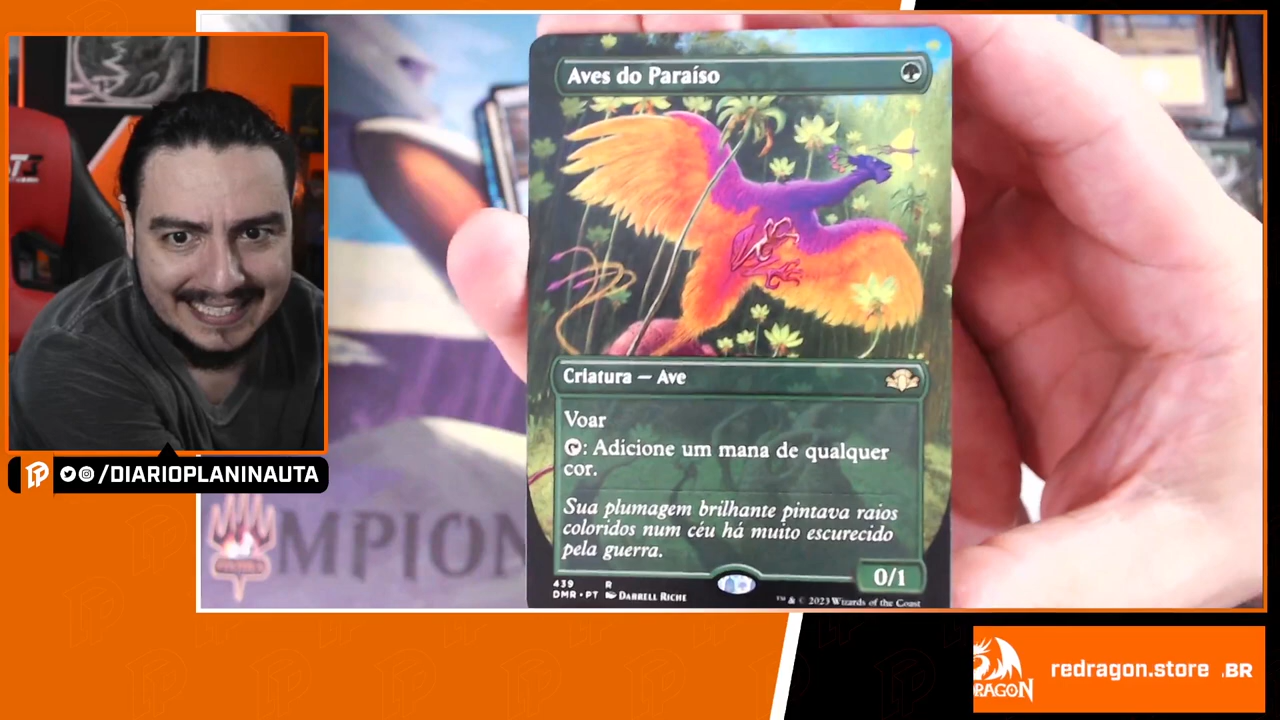 Aves do Paraíso
Criatura — Ave
Voar
: Adicione um mana de qualquer
cor.
Sua plumagem brilhante pintava raios
coloridos num céu há muito escurecido
pela guerra.
0/1
439 R
DMR • PT DARRELL RICHE
™ & © 2023 Wizards of the Coast
/DIARIOPLANINAUTA
MPION
DRAGON
redragon.store .BR